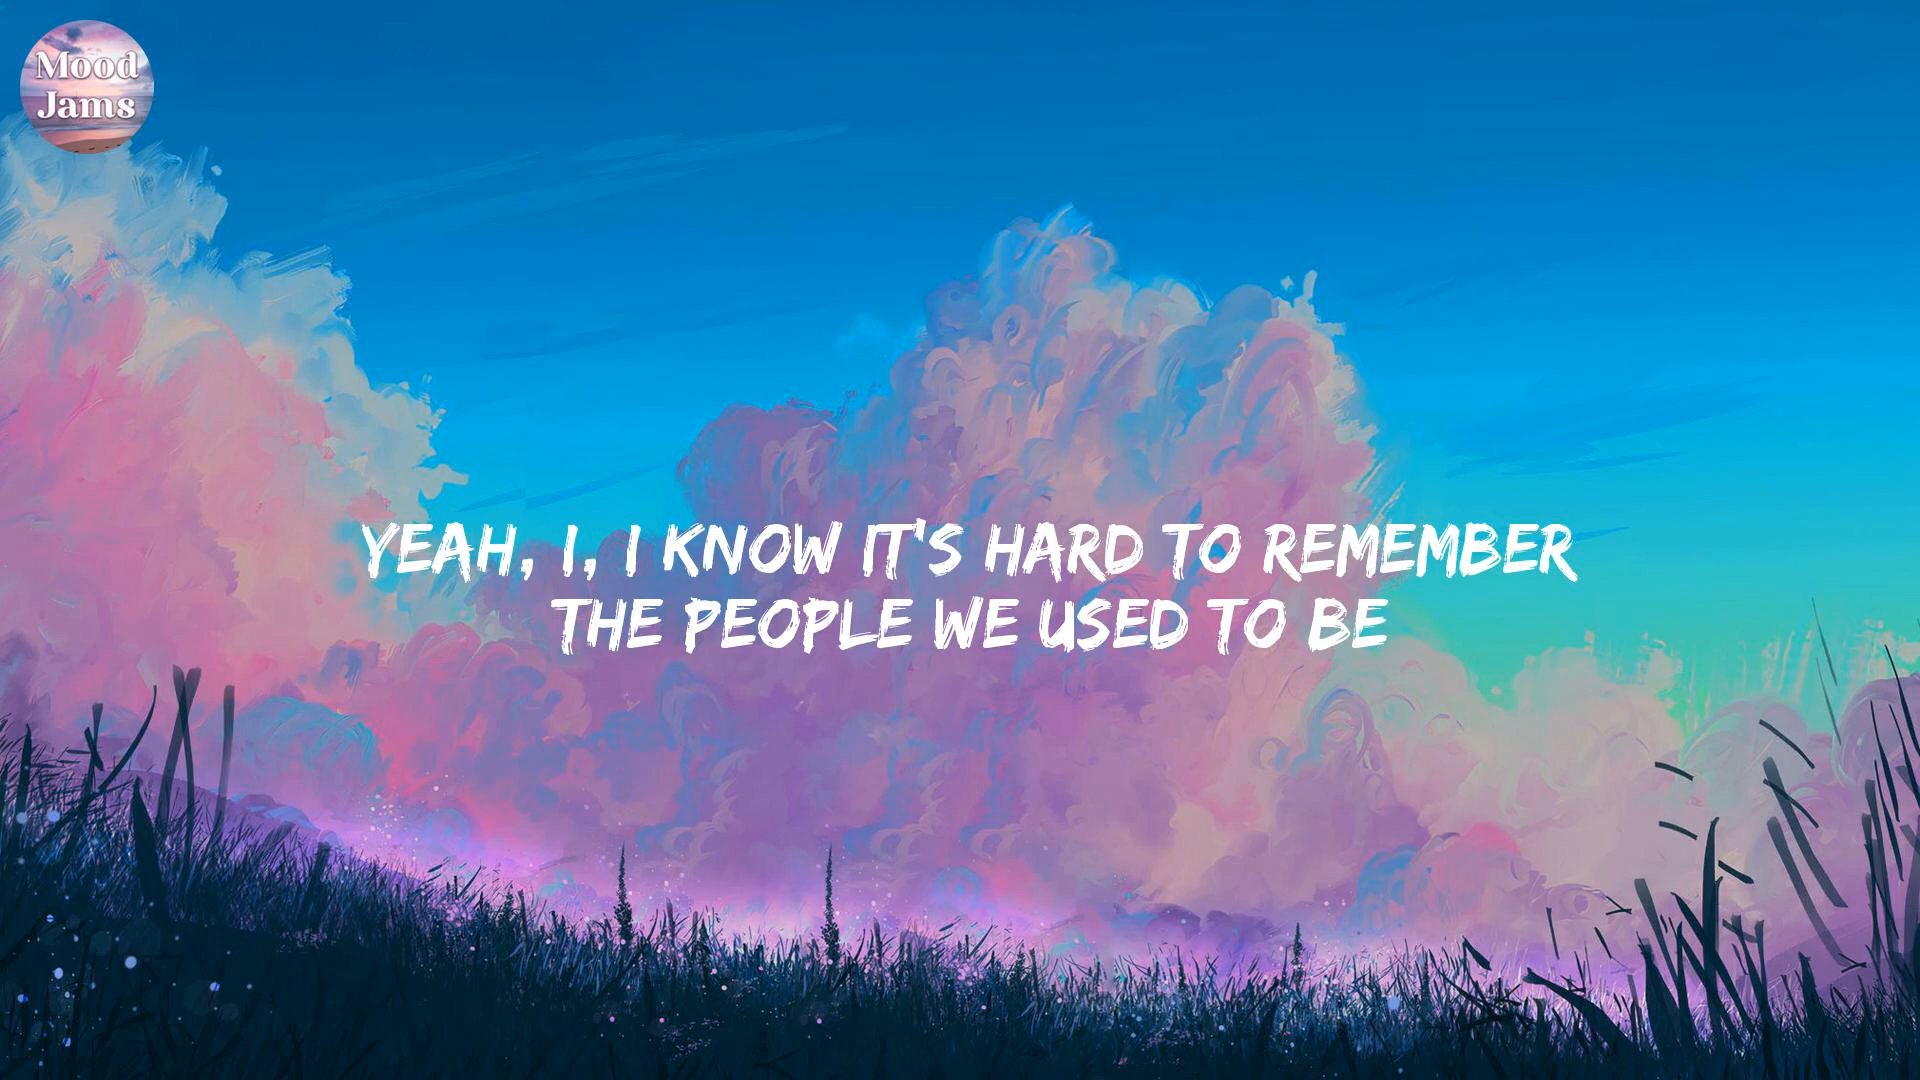 Mood
Jams
YEAH, I, I KNOW IT'S HARD TO REMEMBER
THE PEOPLE WE USED TO BE